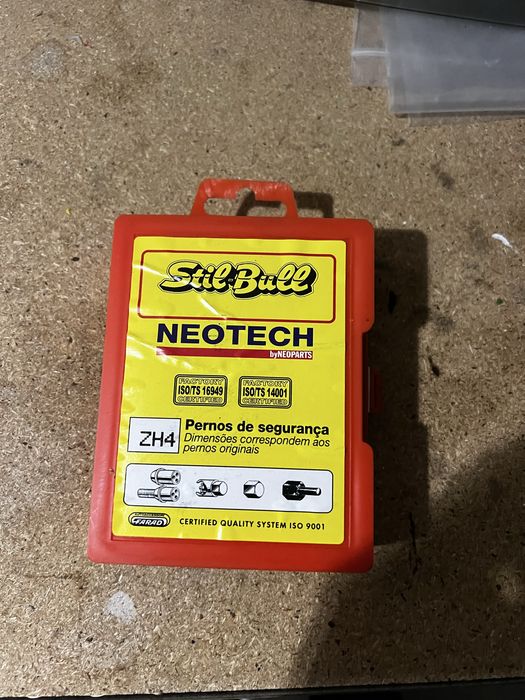 Stil-Bull
NEOTECH
byNEOPARTS
FACTORY
ISO/TS 16949
CERTIFIED
FACTORY
ISO/TS 14001
CERTIFIED
ZH4
Pernos de segurança
Dimensões correspondem aos
pernos originais
FARAD
CERTIFIED QUALITY SYSTEM ISO 9001